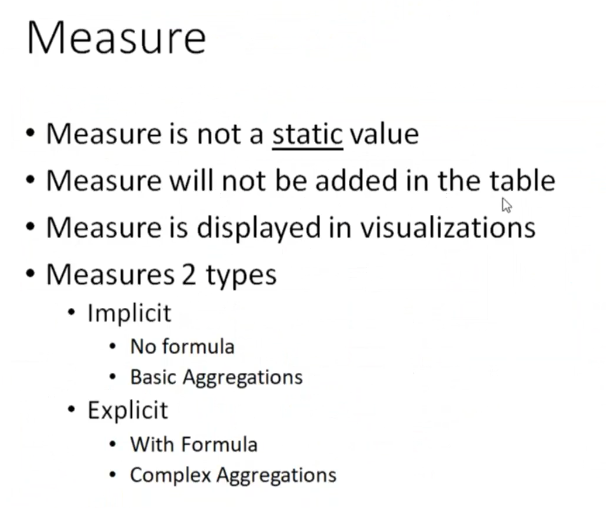 Measure
• Measure is not a static value
• Measure will not be added in the table
• Measure is displayed in visualizations
• Measures 2 types
• Implicit
• No formula
• Basic Aggregations
• Explicit
• With Formula
• Complex Aggregations